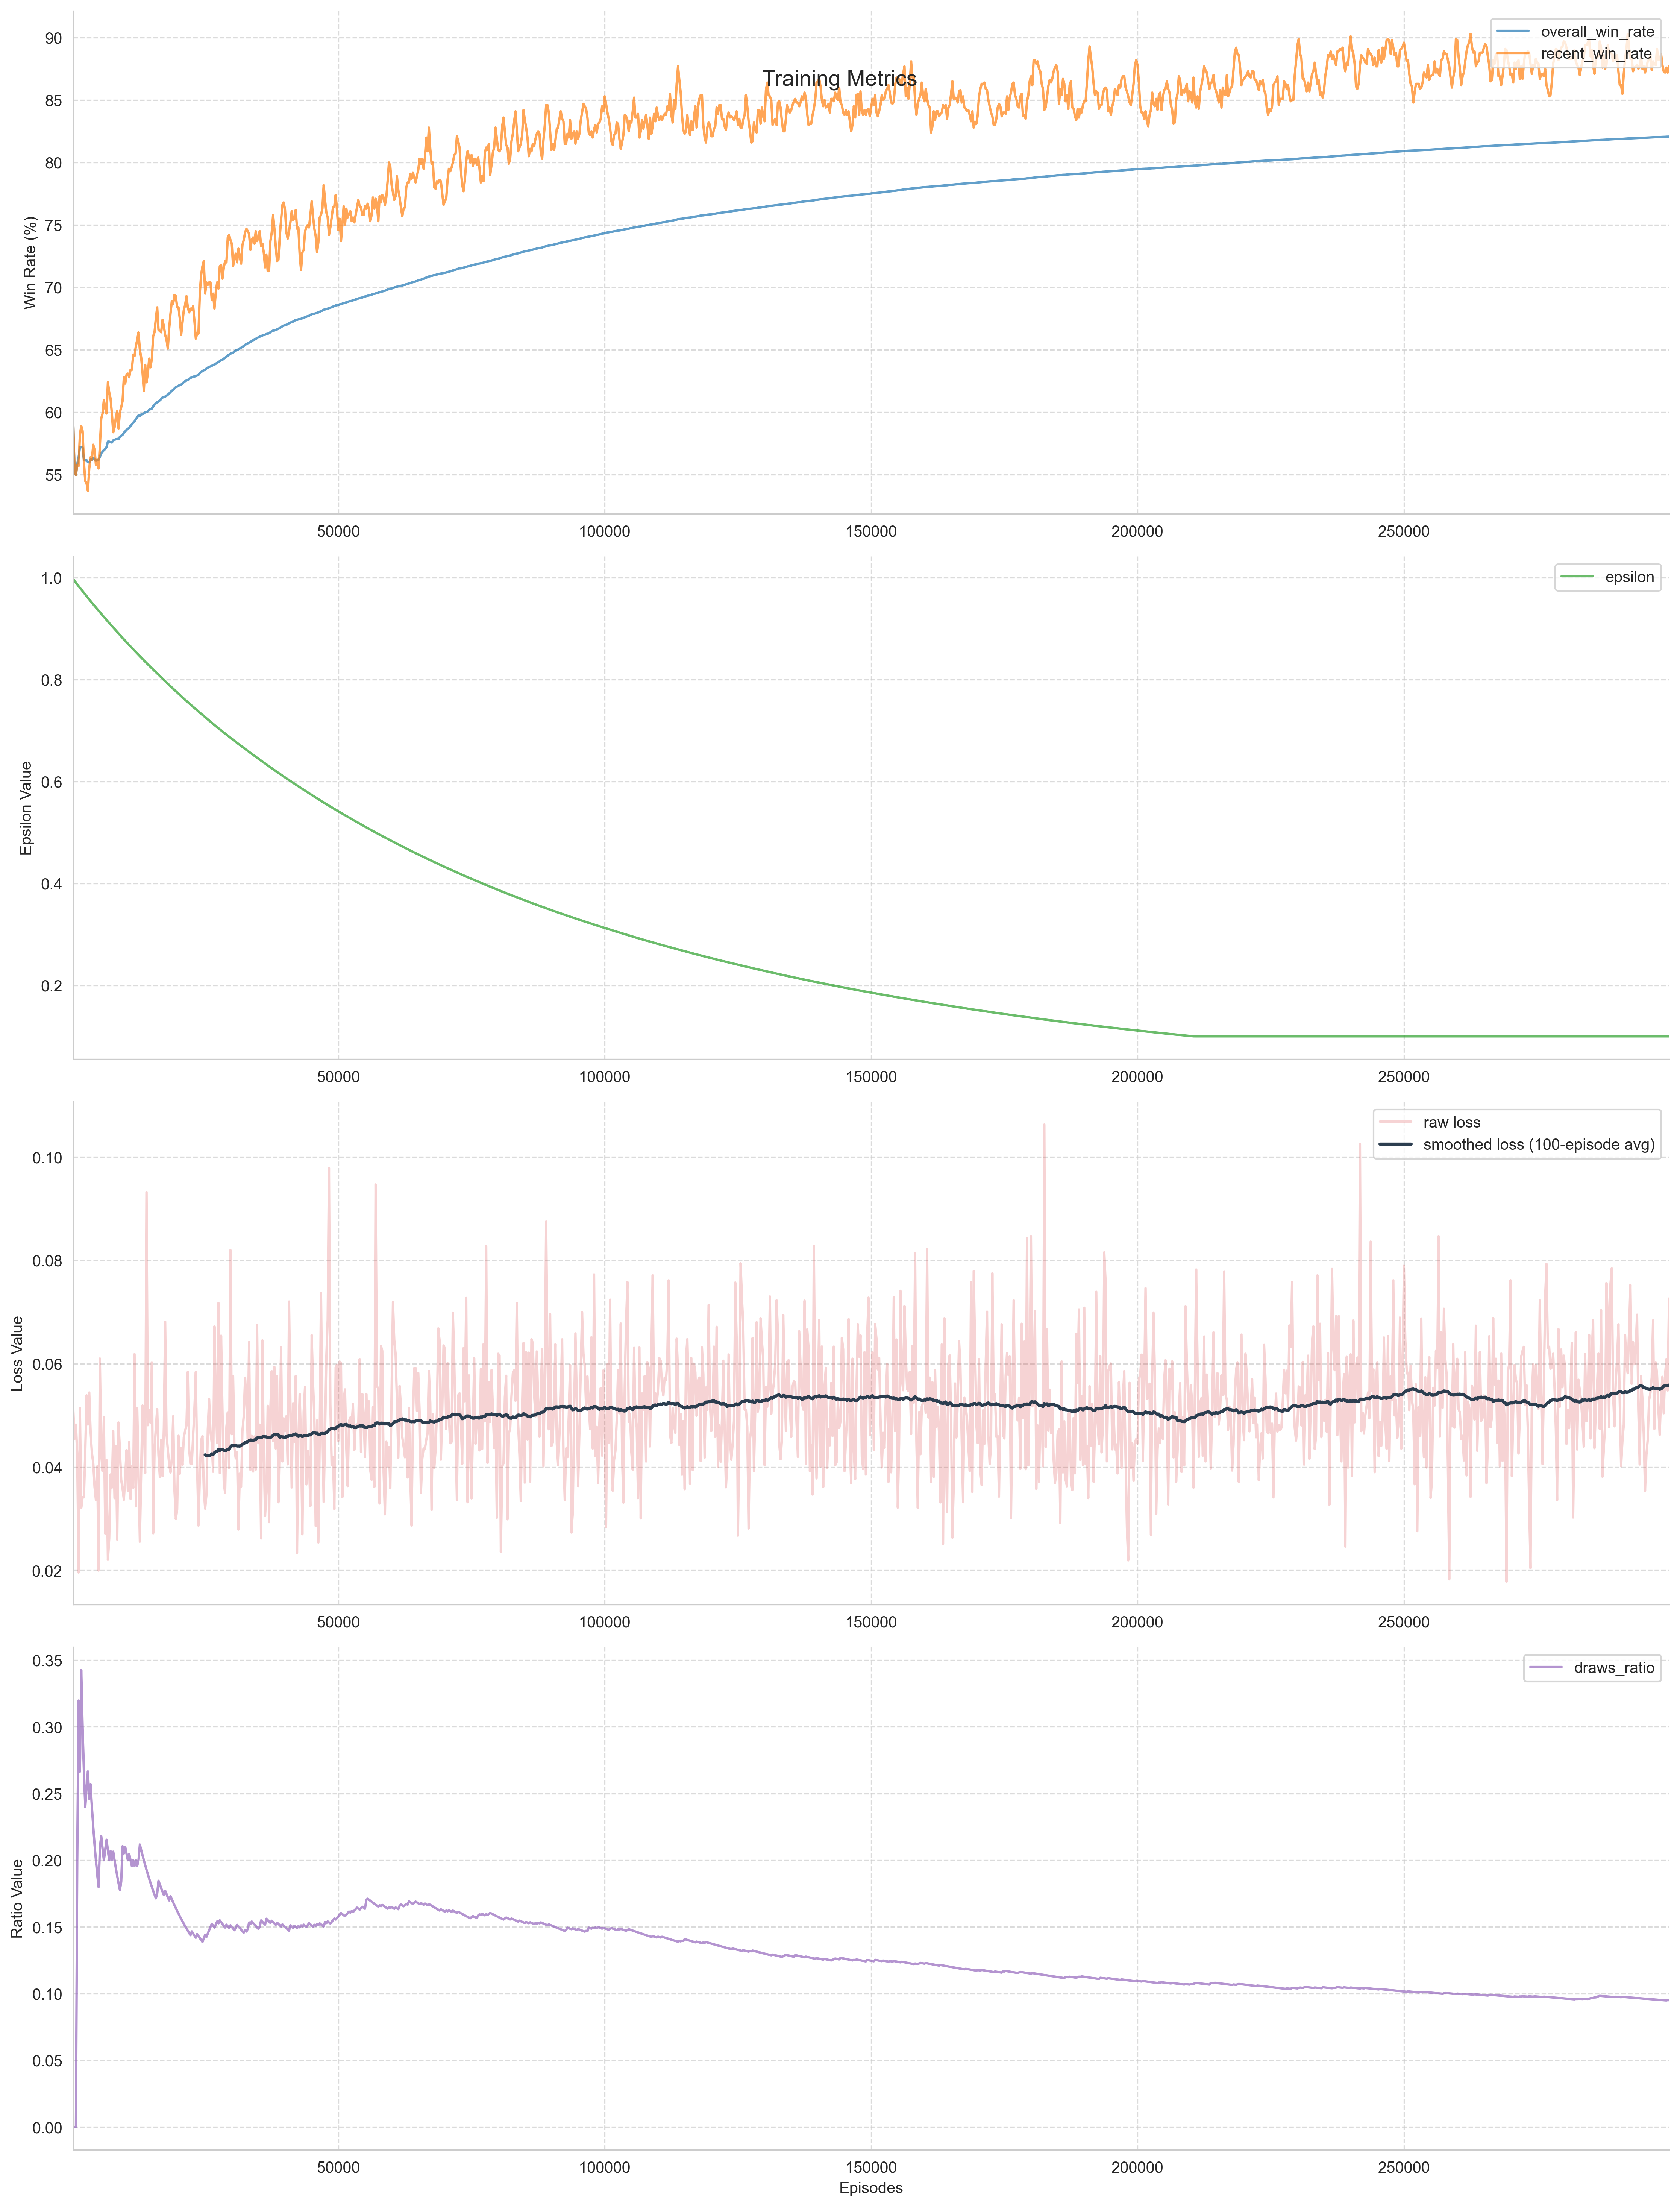 overall_win_rate
recent_win_rate
Training Metrics
Win Rate (%)
90
85
80
75
70
65
60
55
50000 100000 150000 200000 250000
epsilon
Epsilon Value
1.0
0.8
0.6
0.4
0.2
50000 100000 150000 200000 250000
raw loss
smoothed loss (100-episode avg)
Loss Value
0.10
0.08
0.06
0.04
0.02
50000 100000 150000 200000 250000
draws_ratio
Ratio Value
0.35
0.30
0.25
0.20
0.15
0.10
0.05
0.00
50000 100000 150000 200000 250000
Episodes